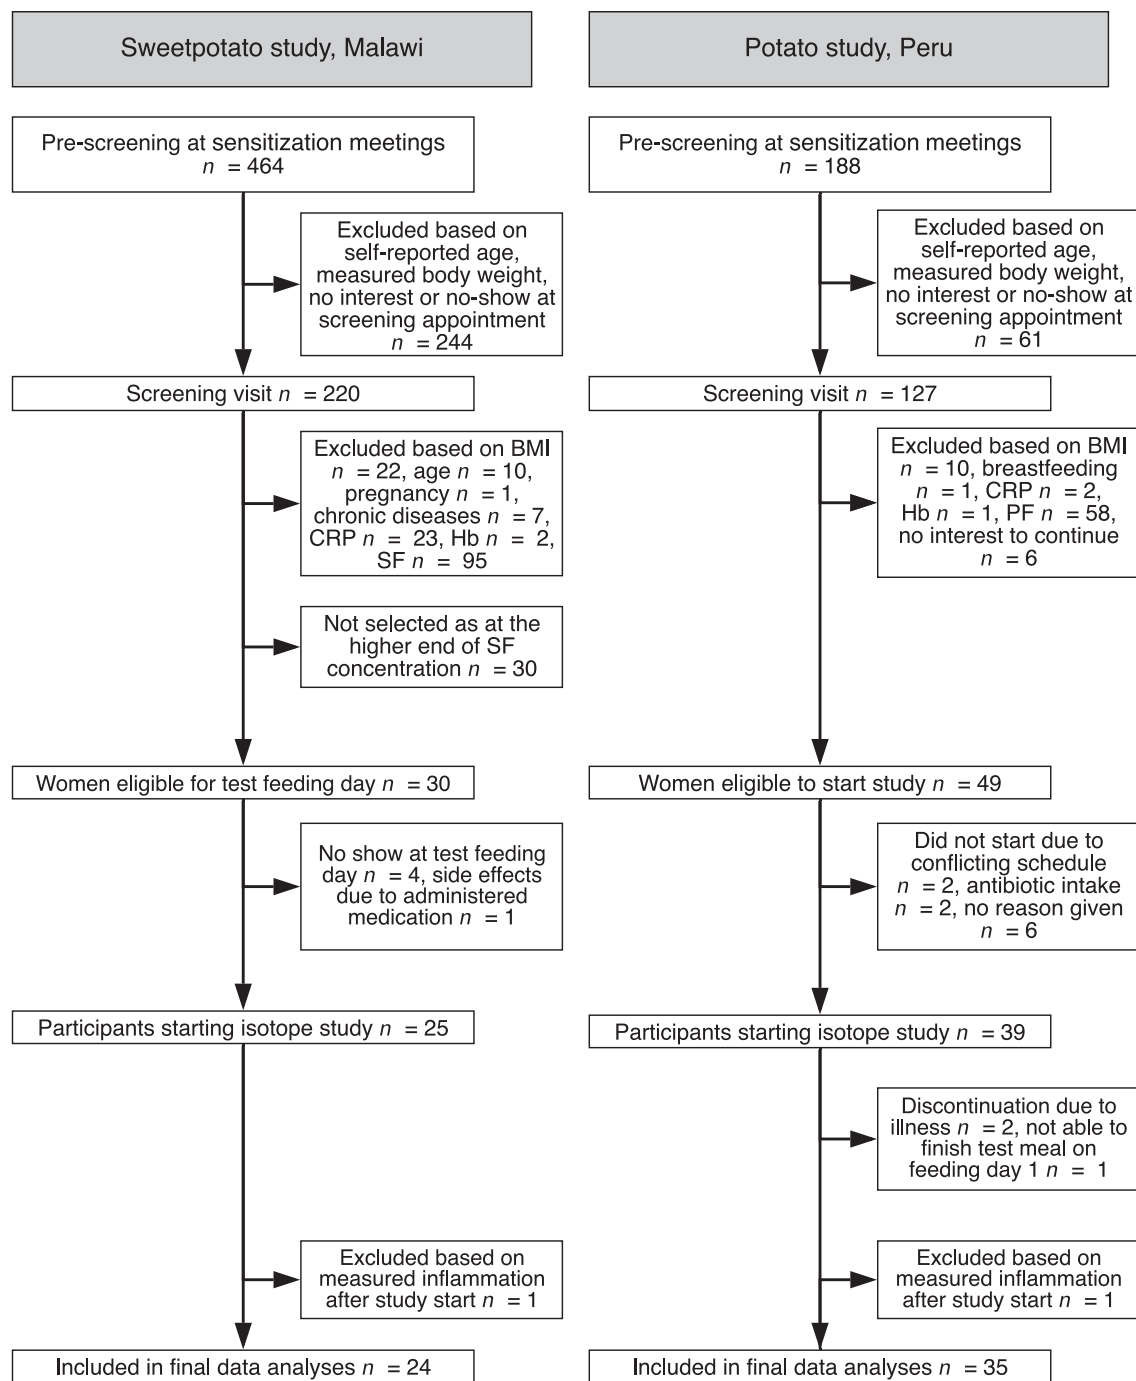 Sweetpotato study, Malawi
Pre-screening at sensitization meetings
n = 464
Excluded based on
self-reported age,
measured body weight,
no interest or no-show at
screening appointment
n = 244
Screening visit n = 220
Excluded based on BMI
n = 22, age n = 10,
pregnancy n = 1,
chronic diseases n = 7,
CRP n = 23, Hb n = 2,
SF n = 95
Not selected as at the
higher end of SF
concentration n = 30
Women eligible for test feeding day n = 30
No show at test feeding
day n = 4, side effects
due to administered
medication n = 1
Participants starting isotope study n = 25
Excluded based on
measured inflammation
after study start n = 1
Included in final data analyses n = 24
Potato study, Peru
Pre-screening at sensitization meetings
n = 188
Excluded based on
self-reported age,
measured body weight,
no interest or no-show at
screening appointment
n = 61
Screening visit n = 127
Excluded based on BMI
n = 10, breastfeeding
n = 1, CRP n = 2,
Hb n = 1, PF n = 58,
no interest to continue
n = 6
Women eligible to start study n = 49
Did not start due to
conflicting schedule
n = 2, antibiotic intake
n = 2, no reason given
n = 6
Participants starting isotope study n = 39
Discontinuation due to
illness n = 2, not able to
finish test meal on
feeding day 1 n = 1
Excluded based on
measured inflammation
after study start n = 1
Included in final data analyses n = 35